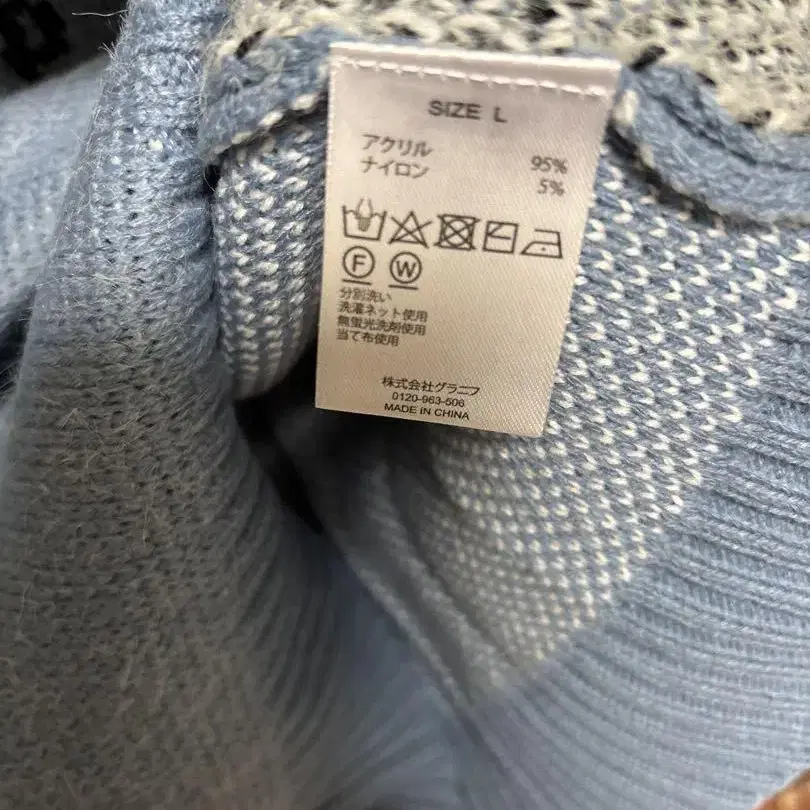 SIZE L
アクリル 95%
ナイロン 5%
F W
分別洗い
洗濯ネット使用
無蛍光洗剤使用
当て布使用
株式会社グラニフ
0120-963-506
MADE IN CHINA